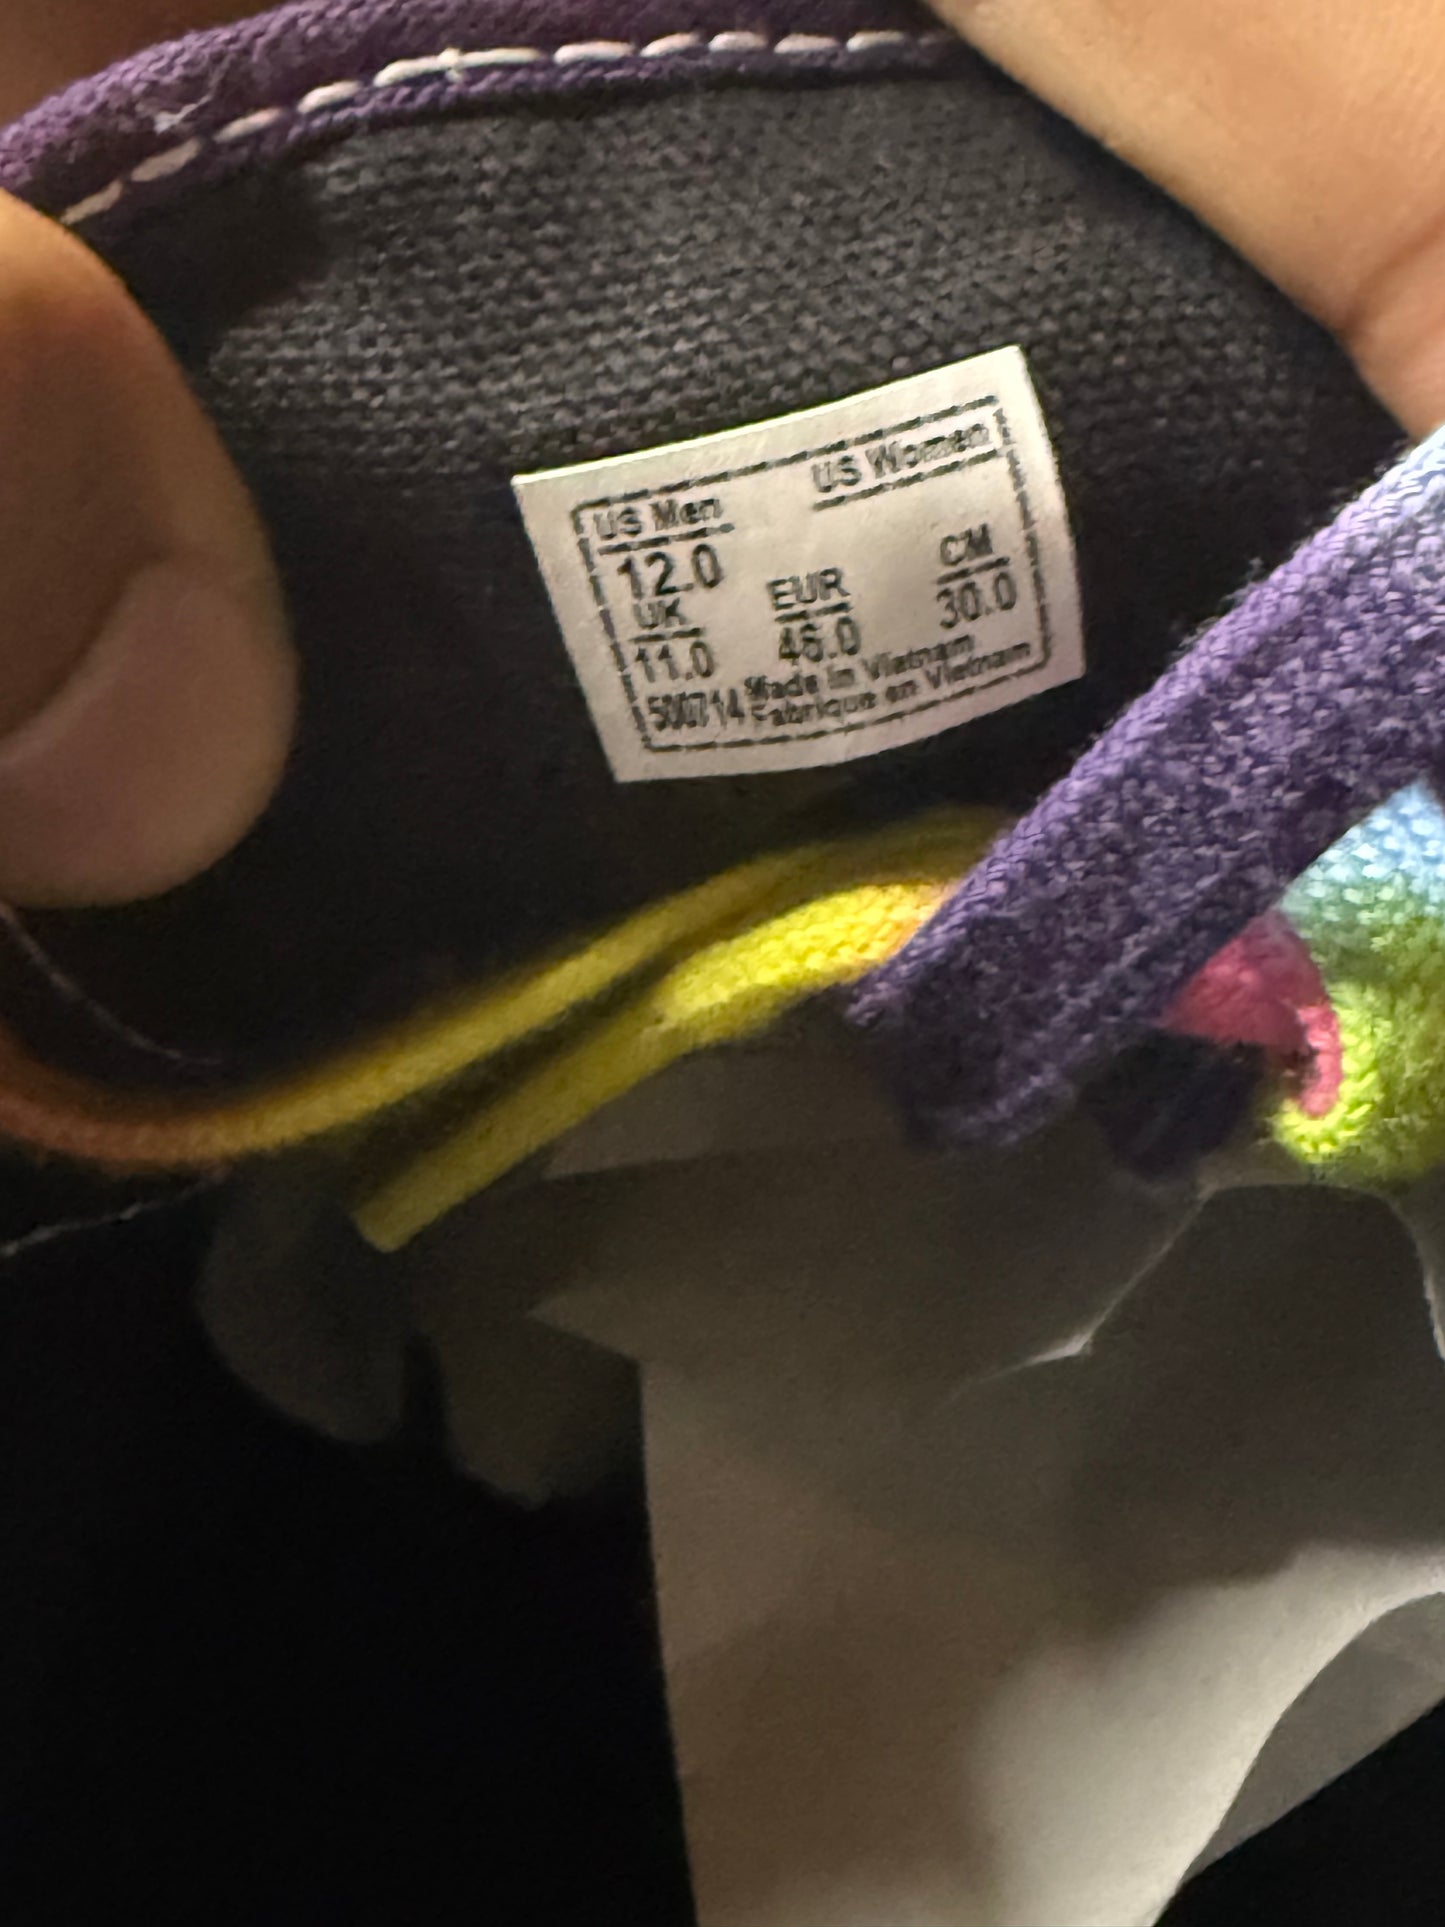 US Men US Women
12.0
UK EUR CM
11.0 46.0 30.0
500714 Made in Vietnam
Fabrique en Vietnam